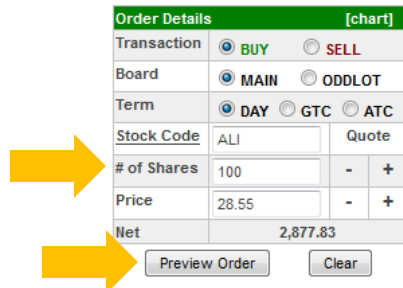 Order Details [chart]
Transaction BUY SELL
Board MAIN ODDLOT
Term DAY GTC ATC
Stock Code ALI Quote
# of Shares 100 - +
Price 28.55 - +
Net 2,877.83
Preview Order Clear